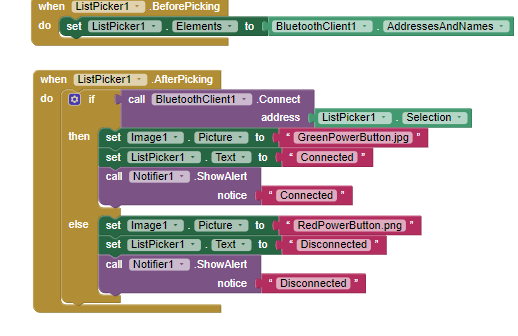 when ListPicker1 .BeforePicking
do set ListPicker1 . Elements to BluetoothClient1 . AddressesAndNames
when ListPicker1 .AfterPicking
do if call BluetoothClient1 .Connect
address ListPicker1 . Selection
then set Image1 . Picture to “ GreenPowerButton.jpg ”
set ListPicker1 . Text to “ Connected ”
call Notifier1 .ShowAlert
notice “ Connected ”
else set Image1 . Picture to “ RedPowerButton.png ”
set ListPicker1 . Text to “ Disconnected ”
call Notifier1 .ShowAlert
notice “ Disconnected ”